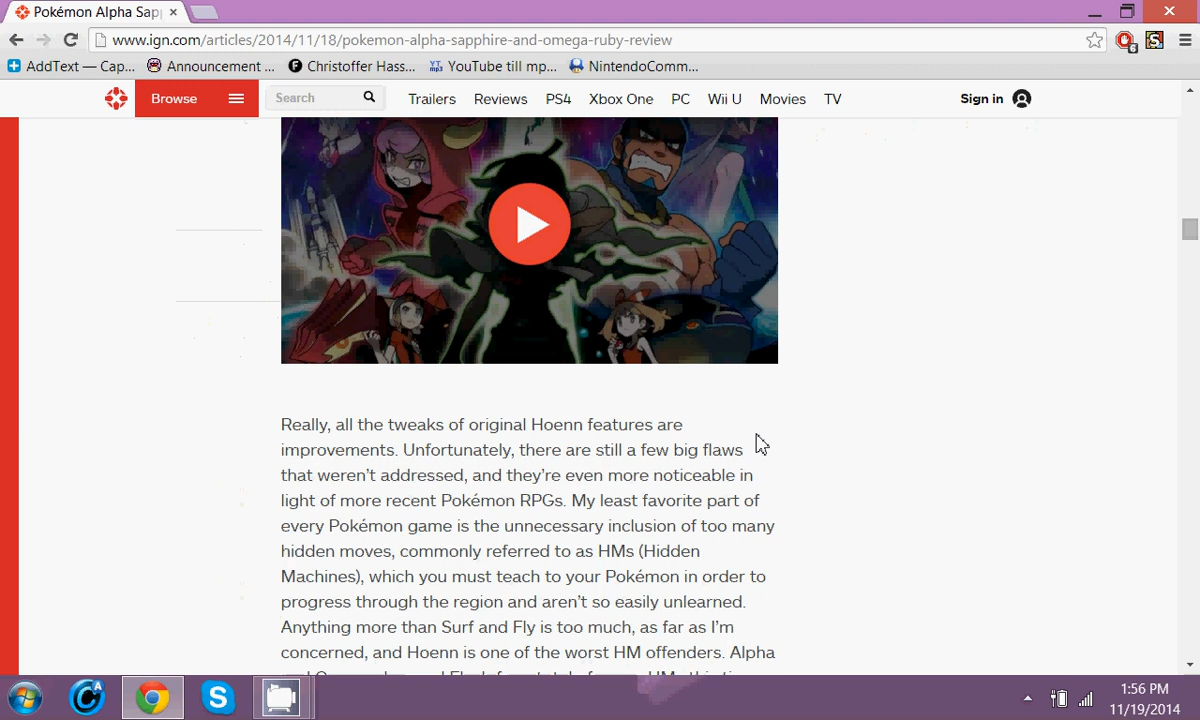 Pokémon Alpha Sap
www.ign.com/articles/2014/11/18/pokemon-alpha-sapphire-and-omega-ruby-review
AddText — Cap... Announcement ... Christoffer Hass... YouTube till mp... NintendoComm...
Browse Search Trailers Reviews PS4 Xbox One PC Wii U Movies TV Sign in
Really, all the tweaks of original Hoenn features are
improvements. Unfortunately, there are still a few big flaws
that weren't addressed, and they're even more noticeable in
light of more recent Pokémon RPGs. My least favorite part of
every Pokémon game is the unnecessary inclusion of too many
hidden moves, commonly referred to as HMs (Hidden
Machines), which you must teach to your Pokémon in order to
progress through the region and aren't so easily unlearned.
Anything more than Surf and Fly is too much, as far as I'm
concerned, and Hoenn is one of the worst HM offenders. Alpha
1:56 PM
11/19/2014